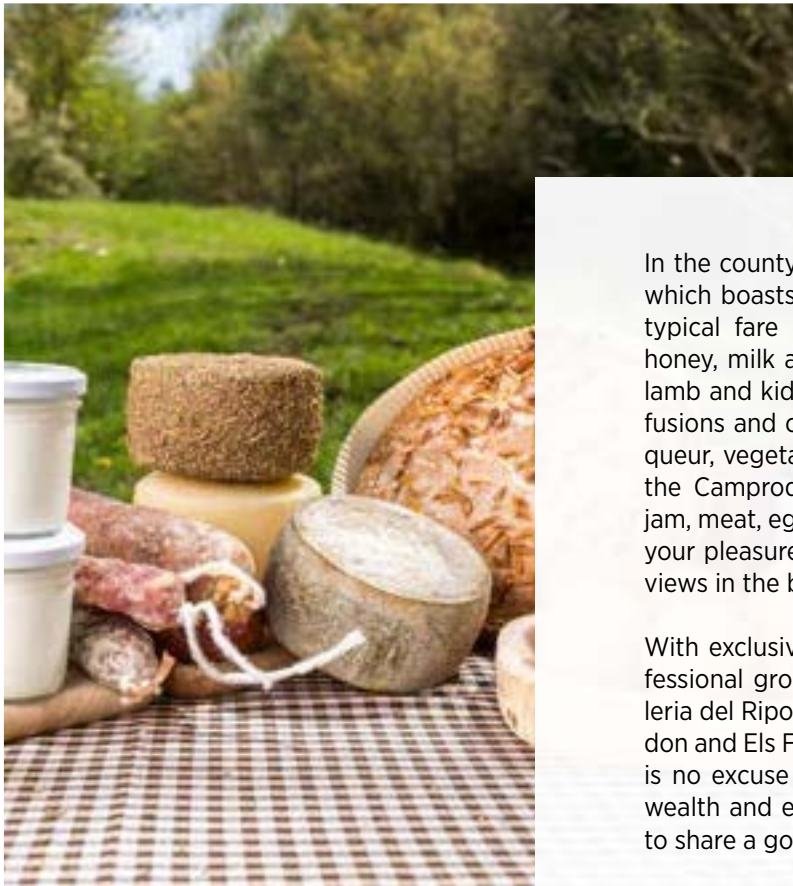 In the county
which boasts
typical fare
honey, milk a
lamb and kid
fusions and
queur, vegeta
the Camprod
jam, meat, eg
your pleasure
views in the b

With exclusiv
fessional gro
leria del Ripo
don and Els F
is no excuse
wealth and e
to share a go